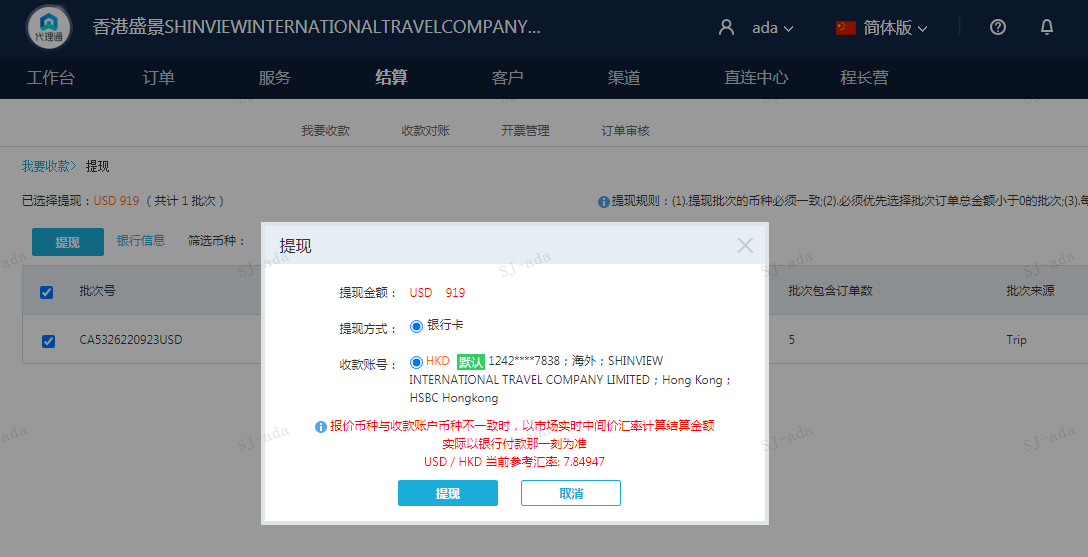 代理通
香港盛景SHINVIEWINTERNATIONALTRAVELCOMPANY...
ada
简体版
工作台
订单
服务
结算
客户
渠道
直连中心
程长营
我要收款
收款对账
开票管理
订单审核
我要收款> 提现
已选择提现：USD 919 （ 共计 1 批次 ）
提现规则：(1).提现批次的币种必须一致;(2).必须优先选择批次订单总金额小于0的批次;(3).每
提现
银行信息
筛选币种：
批次号
批次包含订单数
批次来源
CA5326220923USD
5
Trip
提现
提现金额： USD 919
提现方式： 银行卡
收款账号： HKD 默认 1242****7838；海外；SHINVIEW
INTERNATIONAL TRAVEL COMPANY LIMITED；Hong Kong；
HSBC Hongkong
报价币种与收款账户币种不一致时，以市场实时中间价汇率计算结算金额
实际以银行付款那一刻为准
USD / HKD 当前参考汇率: 7.84947
提现
取消
SJ-ada